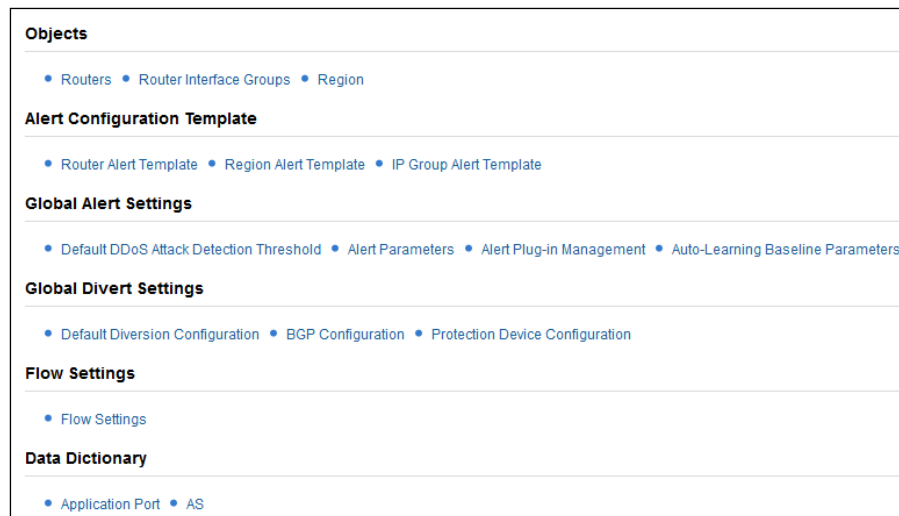 Objects
• Routers • Router Interface Groups • Region
Alert Configuration Template
• Router Alert Template • Region Alert Template • IP Group Alert Template
Global Alert Settings
• Default DDoS Attack Detection Threshold • Alert Parameters • Alert Plug-in Management • Auto-Learning Baseline Parameters
Global Divert Settings
• Default Diversion Configuration • BGP Configuration • Protection Device Configuration
Flow Settings
• Flow Settings
Data Dictionary
• Application Port • AS